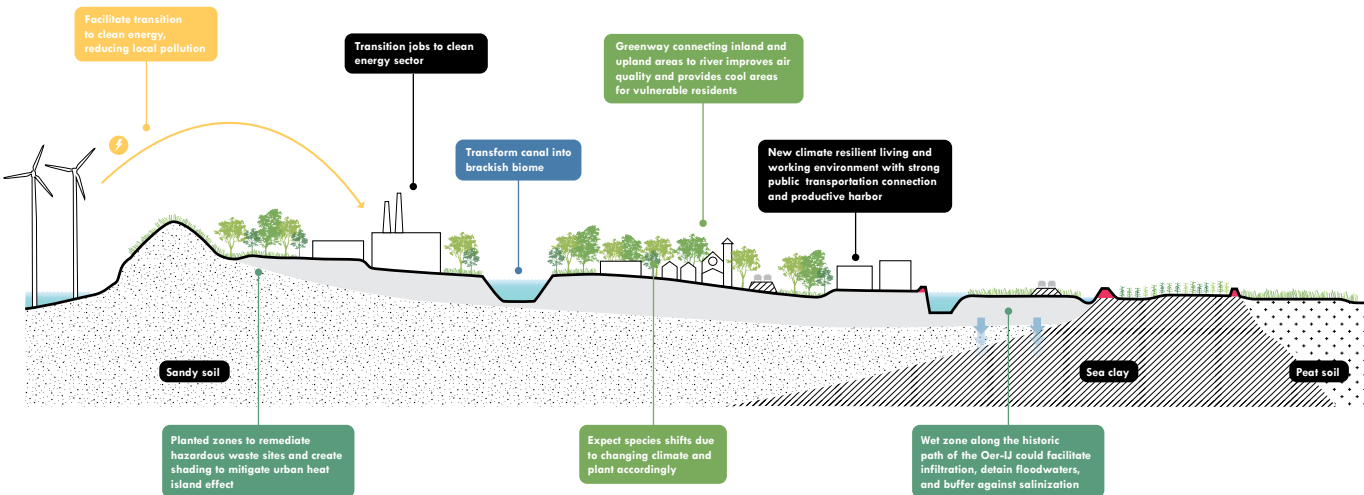 Facilitate transition
to clean energy,
reducing local pollution
Transition jobs to clean
energy sector
Greenway connecting inland and
upland areas to river improves air
quality and provides cool areas
for vulnerable residents
Transform canal into
brackish biome
New climate resilient living and
working environment with strong
public transportation connection
and productive harbor
Sandy soil
Sea clay
Peat soil
Planted zones to remediate
hazardous waste sites and create
shading to mitigate urban heat
island effect
Expect species shifts due
to changing climate and
plant accordingly
Wet zone along the historic
path of the Oer-IJ could facilitate
infiltration, detain floodwaters,
and buffer against salinization